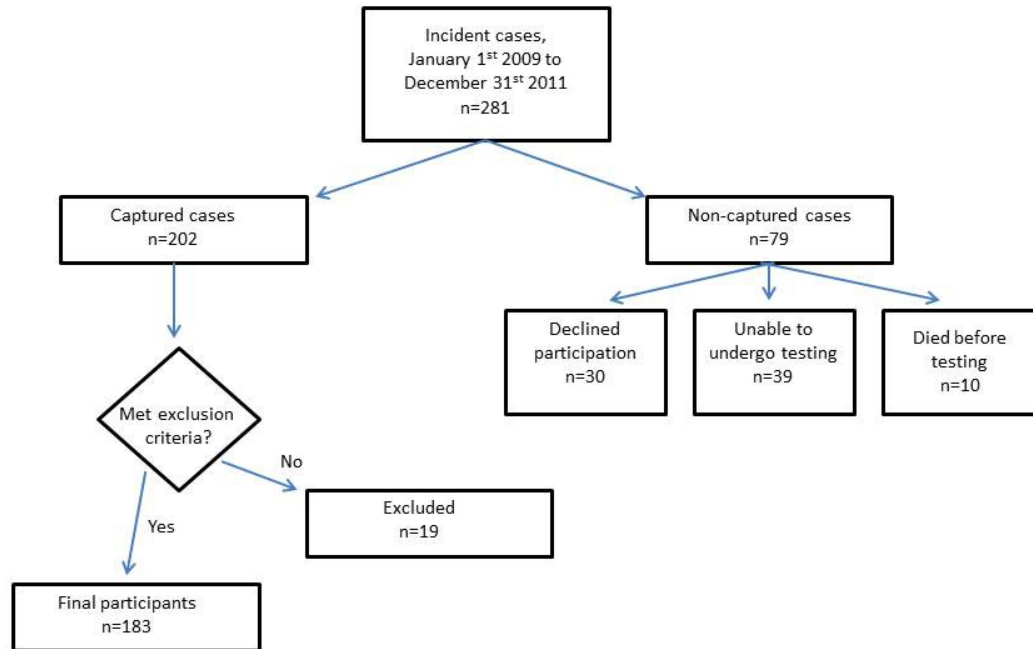 Incident cases,
January 1st 2009 to
December 31st 2011
n=281
Captured cases
n=202
Non-captured cases
n=79
Declined
participation
n=30
Unable to
undergo testing
n=39
Died before
testing
n=10
Met exclusion
criteria?
No
Excluded
n=19
Yes
Final participants
n=183